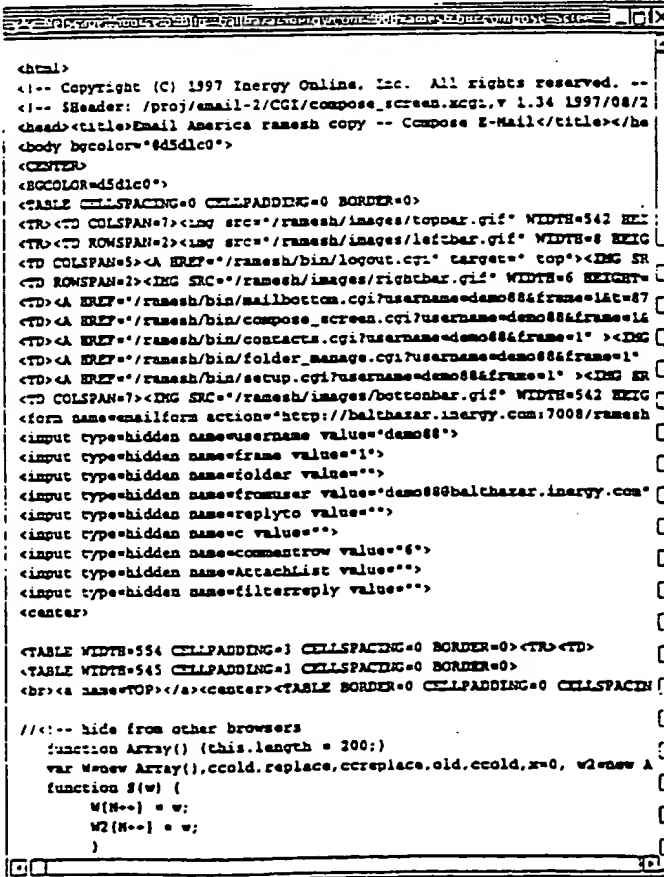 <html>
<!-- Copyright (C) 1997 Inergy Online, Inc. All rights reserved. --
<!-- $Header: /proj/email-2/CGI/compose_screen.xcgi,v 1.34 1997/08/2
<head><title>Email America ramesh copy -- Compose E-Mail</title></he
<body bgcolor="#d5d1c0">
<CENTER>
<BGCOLOR=d5d1c0">
<TABLE CELLSPACING=0 CELLPADDING=0 BORDER=0>
<TR><TD COLSPAN=7><img src="/ramesh/images/topbar.gif" WIDTH=542 HEI
<TR><TD ROWSPAN=2><img src="/ramesh/images/leftbar.gif" WIDTH=8 HEIG
<TD COLSPAN=5><A HREF="/ramesh/bin/logout.cgi" target="_top"><IMG SR
<TD ROWSPAN=2><IMG SRC="/ramesh/images/rightbar.gif" WIDTH=6 HEIGHT=
<TD><A HREF="/ramesh/bin/mailbottom.cgi?username=demo88&frame=1&t=87
<TD><A HREF="/ramesh/bin/compose_screen.cgi?username=demo88&frame=1&
<TD><A HREF="/ramesh/bin/contacts.cgi?username=demo88&frame=1" ><IMG
<TD><A HREF="/ramesh/bin/folder_manage.cgi?username=demo88&frame=1"
<TD><A HREF="/ramesh/bin/setup.cgi?username=demo88&frame=1" ><IMG SR
<TD COLSPAN=7><IMG SRC="/ramesh/images/bottonbar.gif" WIDTH=542 HEIG
<form name=emailform action="http://balthazar.inergy.com:7008/ramesh
<input type=hidden name=username value="demo88">
<input type=hidden name=frame value="1">
<input type=hidden name=folder value="">
<input type=hidden name=fromuser value="demo88@balthazar.inergy.com"
<input type=hidden name=replyto value="">
<input type=hidden name=c value="">
<input type=hidden name=commentrow value="6">
<input type=hidden name=AttachList value="">
<input type=hidden name=filterreply value="">
<center>
<TABLE WIDTH=554 CELLPADDING=3 CELLSPACING=0 BORDER=0><TR><TD>
<TABLE WIDTH=545 CELLPADDING=0 CELLSPACING=0 BORDER=0>
<br><a name=TOP></a><center><TABLE BORDER=0 CELLPADDING=0 CELLSPACIN
//<!-- hide from other browsers
function Array() {this.length = 200;}
var W=new Array(),ccold,replace,ccreplace,old,ccold,x=0, w2=new A
function S(w) {
W[N++] = w;
W2[M++] = w;
}